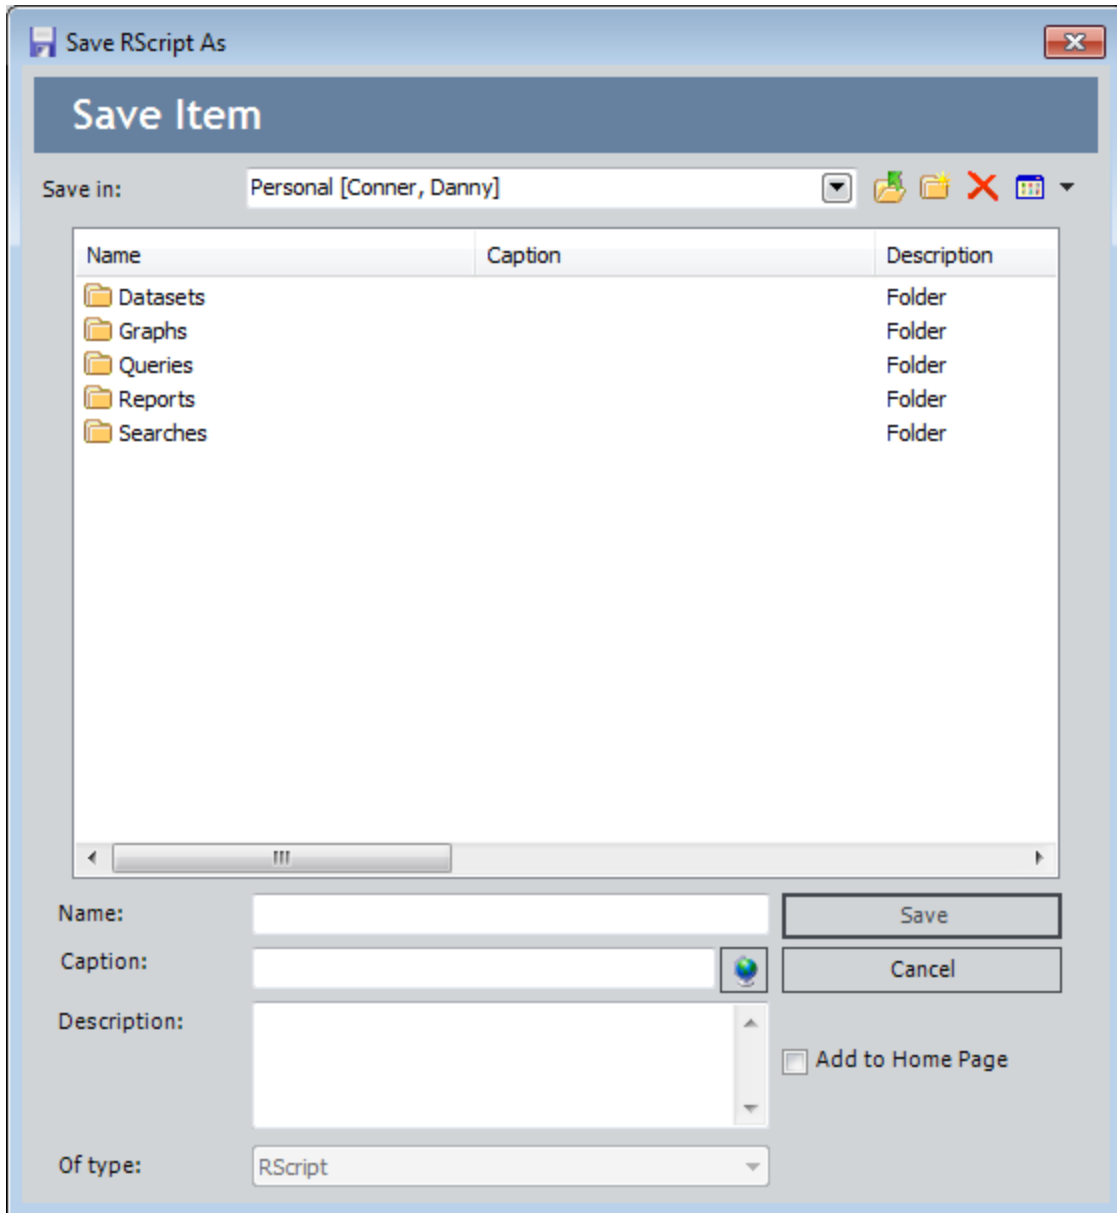 Save RScript As
Save Item
Save in: Personal [Conner, Danny]
Name Caption Description
Datasets Folder
Graphs Folder
Queries Folder
Reports Folder
Searches Folder
Name: Save
Caption: Cancel
Description:
Add to Home Page
Of type: RScript